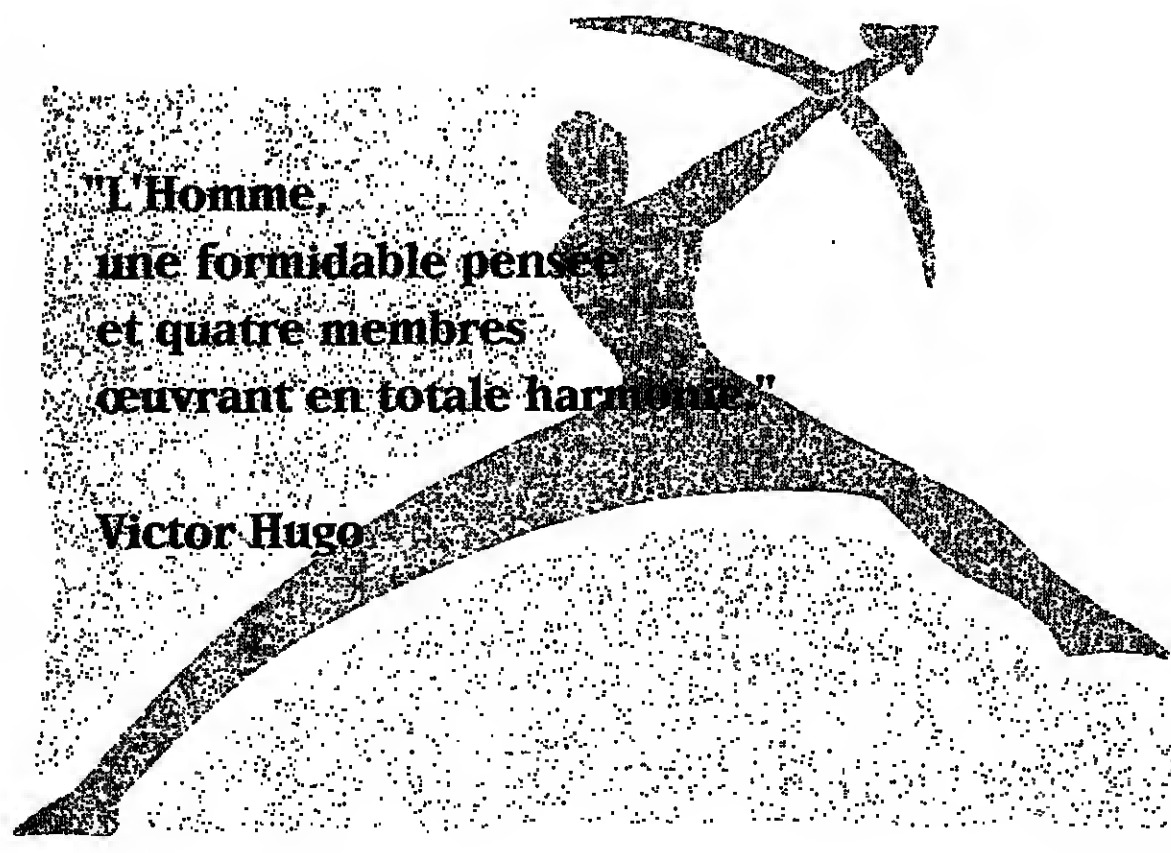 "L'Homme,
une formidable pensée
et quatre membres
œuvrant en totale harmonie."
Victor Hugo